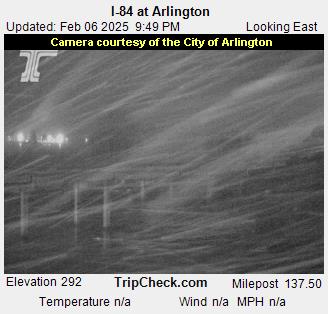 I-84 at Arlington
Updated: Feb 06 2025 9:49 PM Looking East
Camera courtesy of the City of Arlington
Elevation 292 TripCheck.com Milepost 137.50
Temperature n/a Wind n/a MPH n/a